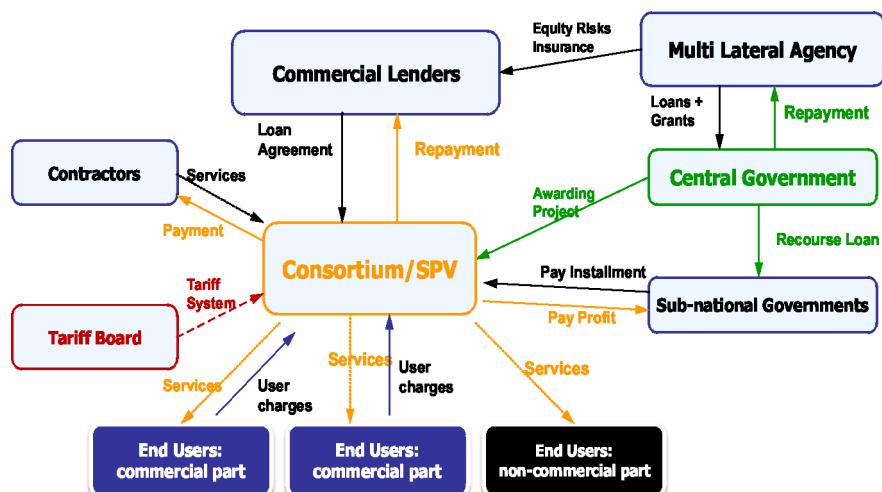 Equity Risks
Insurance
Multi Lateral Agency
Commercial Lenders
Loan
Agreement
Repayment
Loans +
Grants
Repayment
Contractors
Services
Payment
Awarding
Project
Central Government
Recourse Loan
Consortium/SPV
Pay Installment
Sub-national Governments
Pay Profit
Tariff
System
Tariff Board
Services
User
charges
Services
User
charges
Services
End Users:
commercial part
End Users:
commercial part
End Users:
non-commercial part